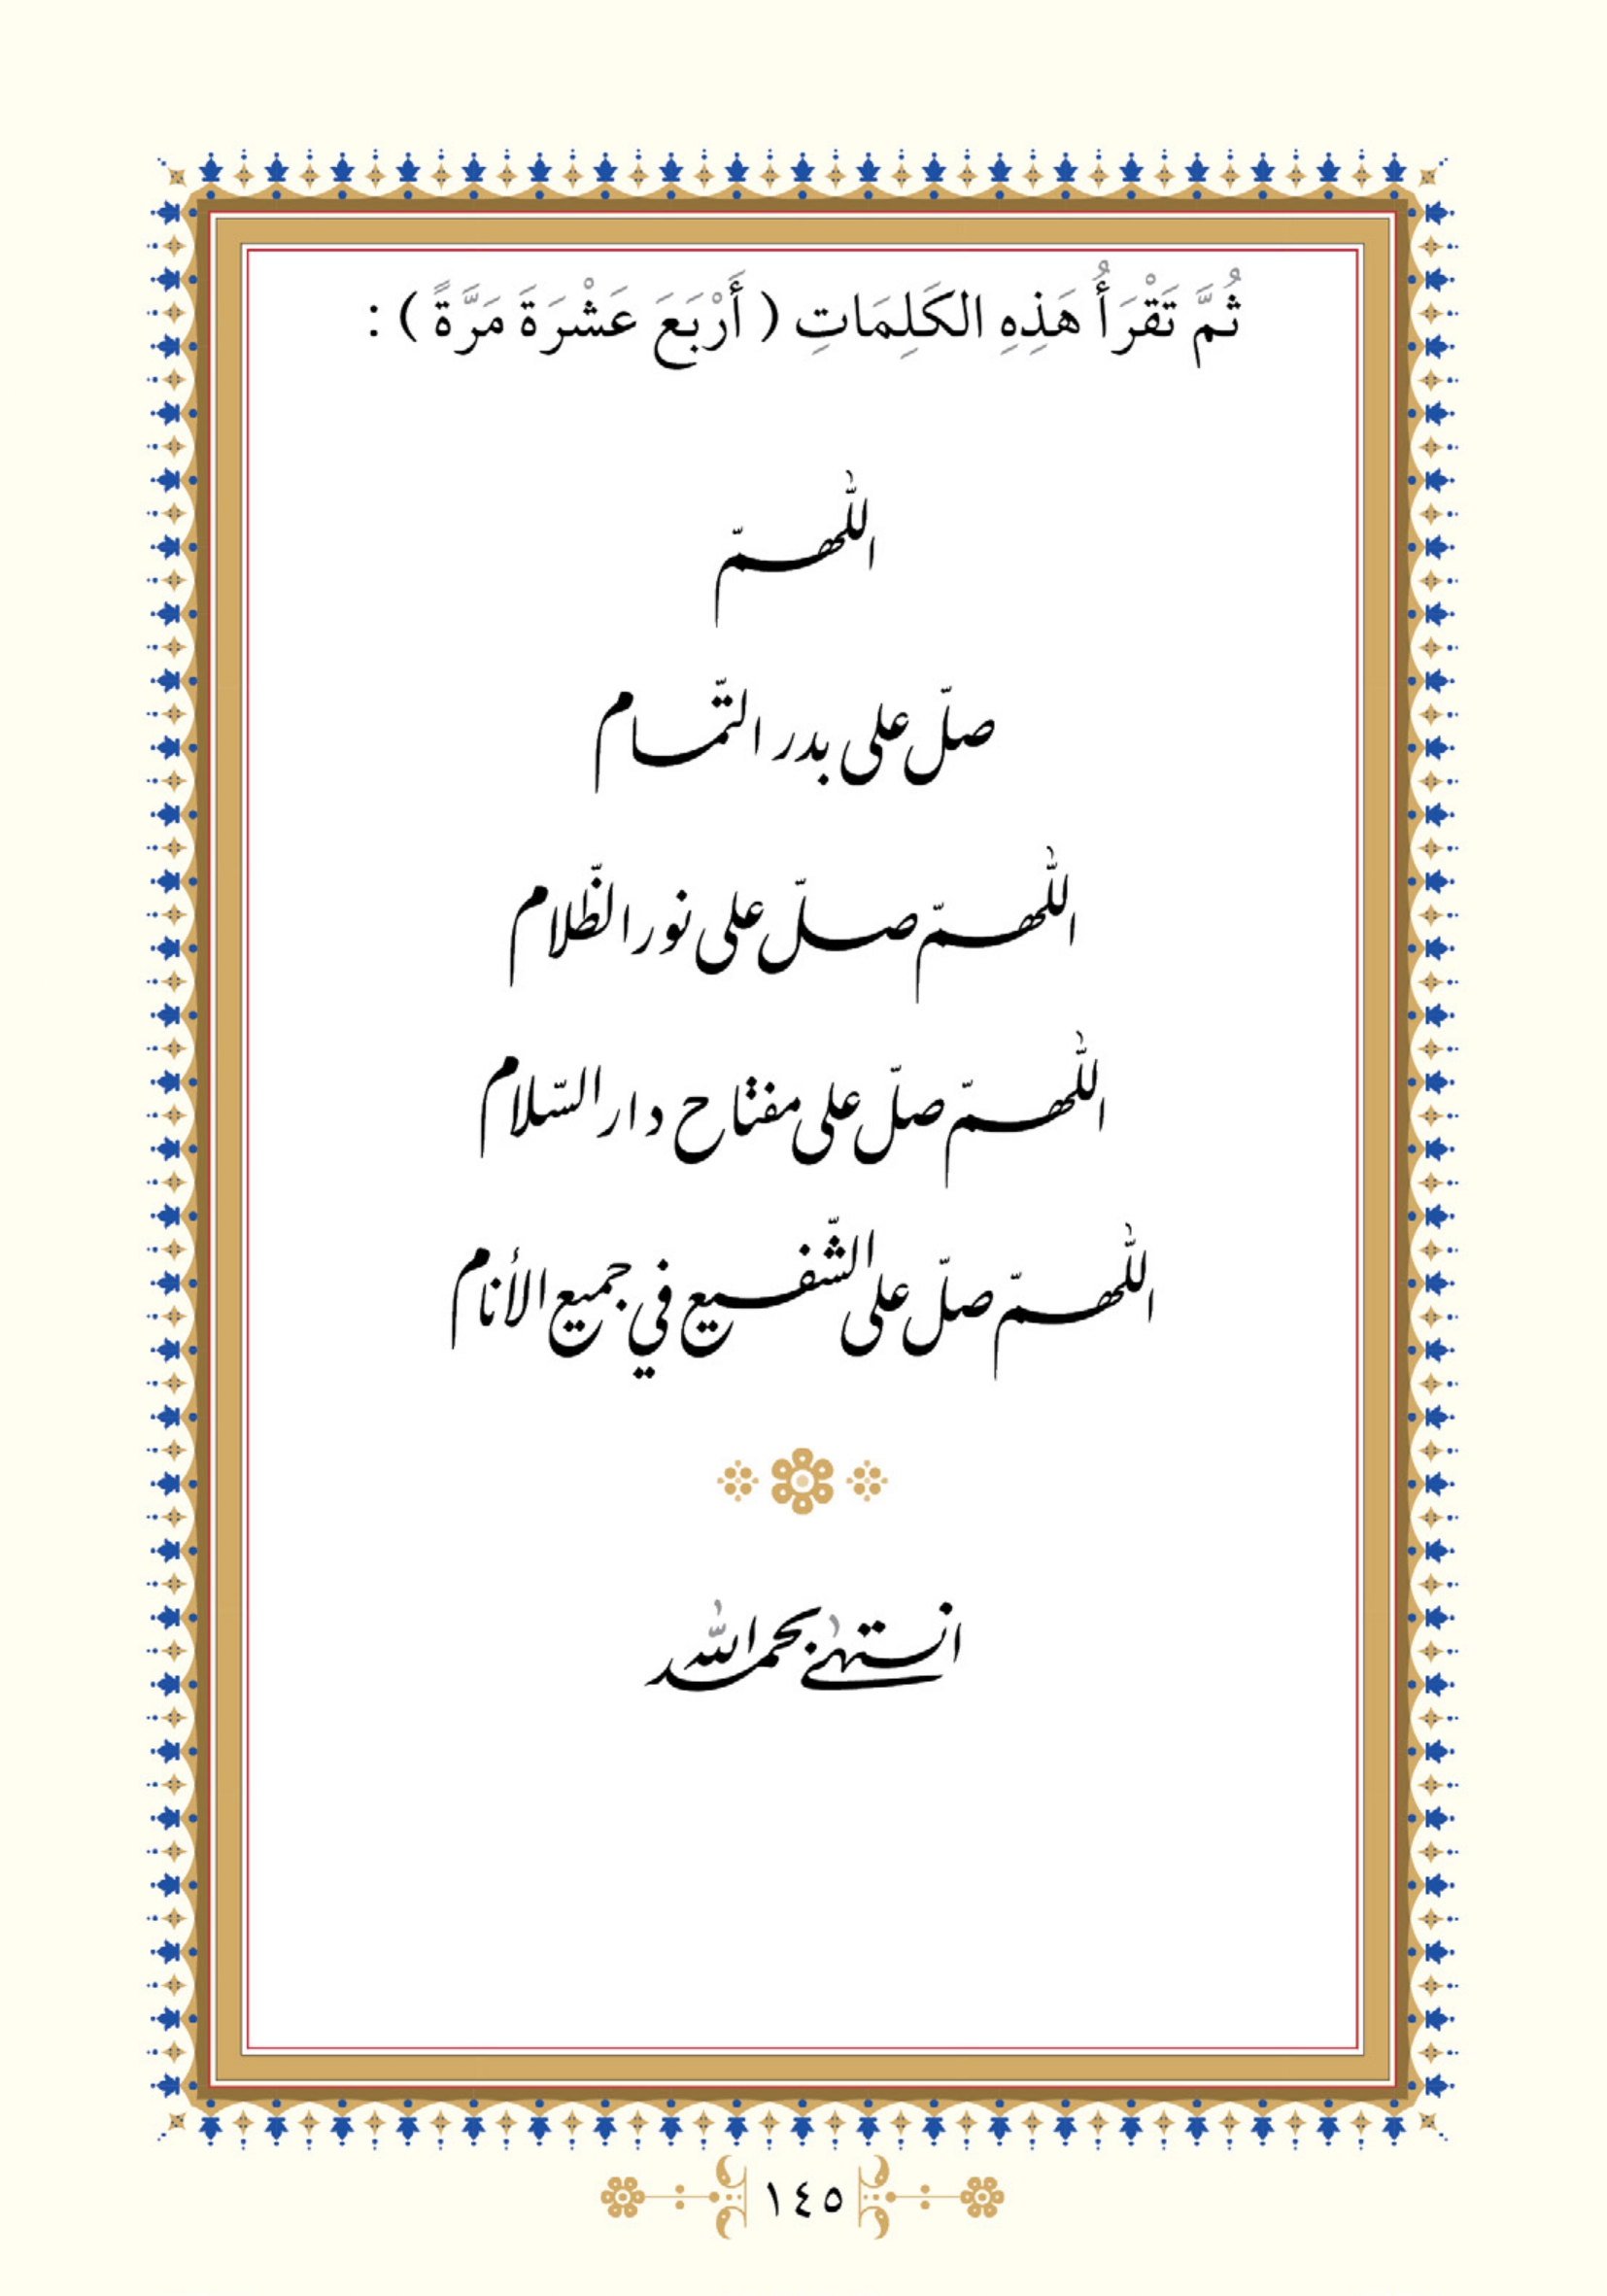 ثُمَّ تَقْرَأُ هَذِهِ الكَلِمَاتِ ( أَرْبَعَ عَشْرَةَ مَرَّةً ) :
اللّٰهمّ
صلّ على بدر التّمام
اللّٰهمّ صلّ على نور الظّلام
اللّٰهمّ صلّ على مفتاح دار السّلام
اللّٰهمّ صلّ على الشّفيع في جميع الأنام
انتهىٰ بحمد اللّٰه
١٤٥